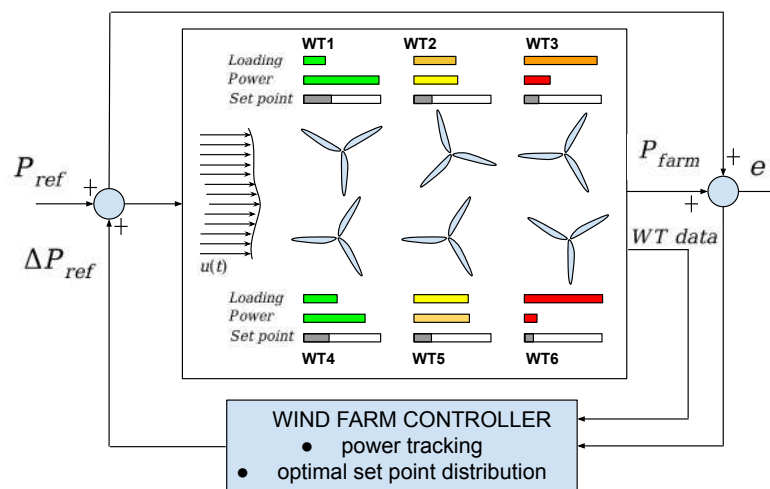 WT1 WT2 WT3
Loading
Power
Set point
P_ref
+
+
ΔP_ref
u(t)
P_farm
+
+
e
WT data
Loading
Power
Set point
WT4 WT5 WT6
WIND FARM CONTROLLER
● power tracking
● optimal set point distribution